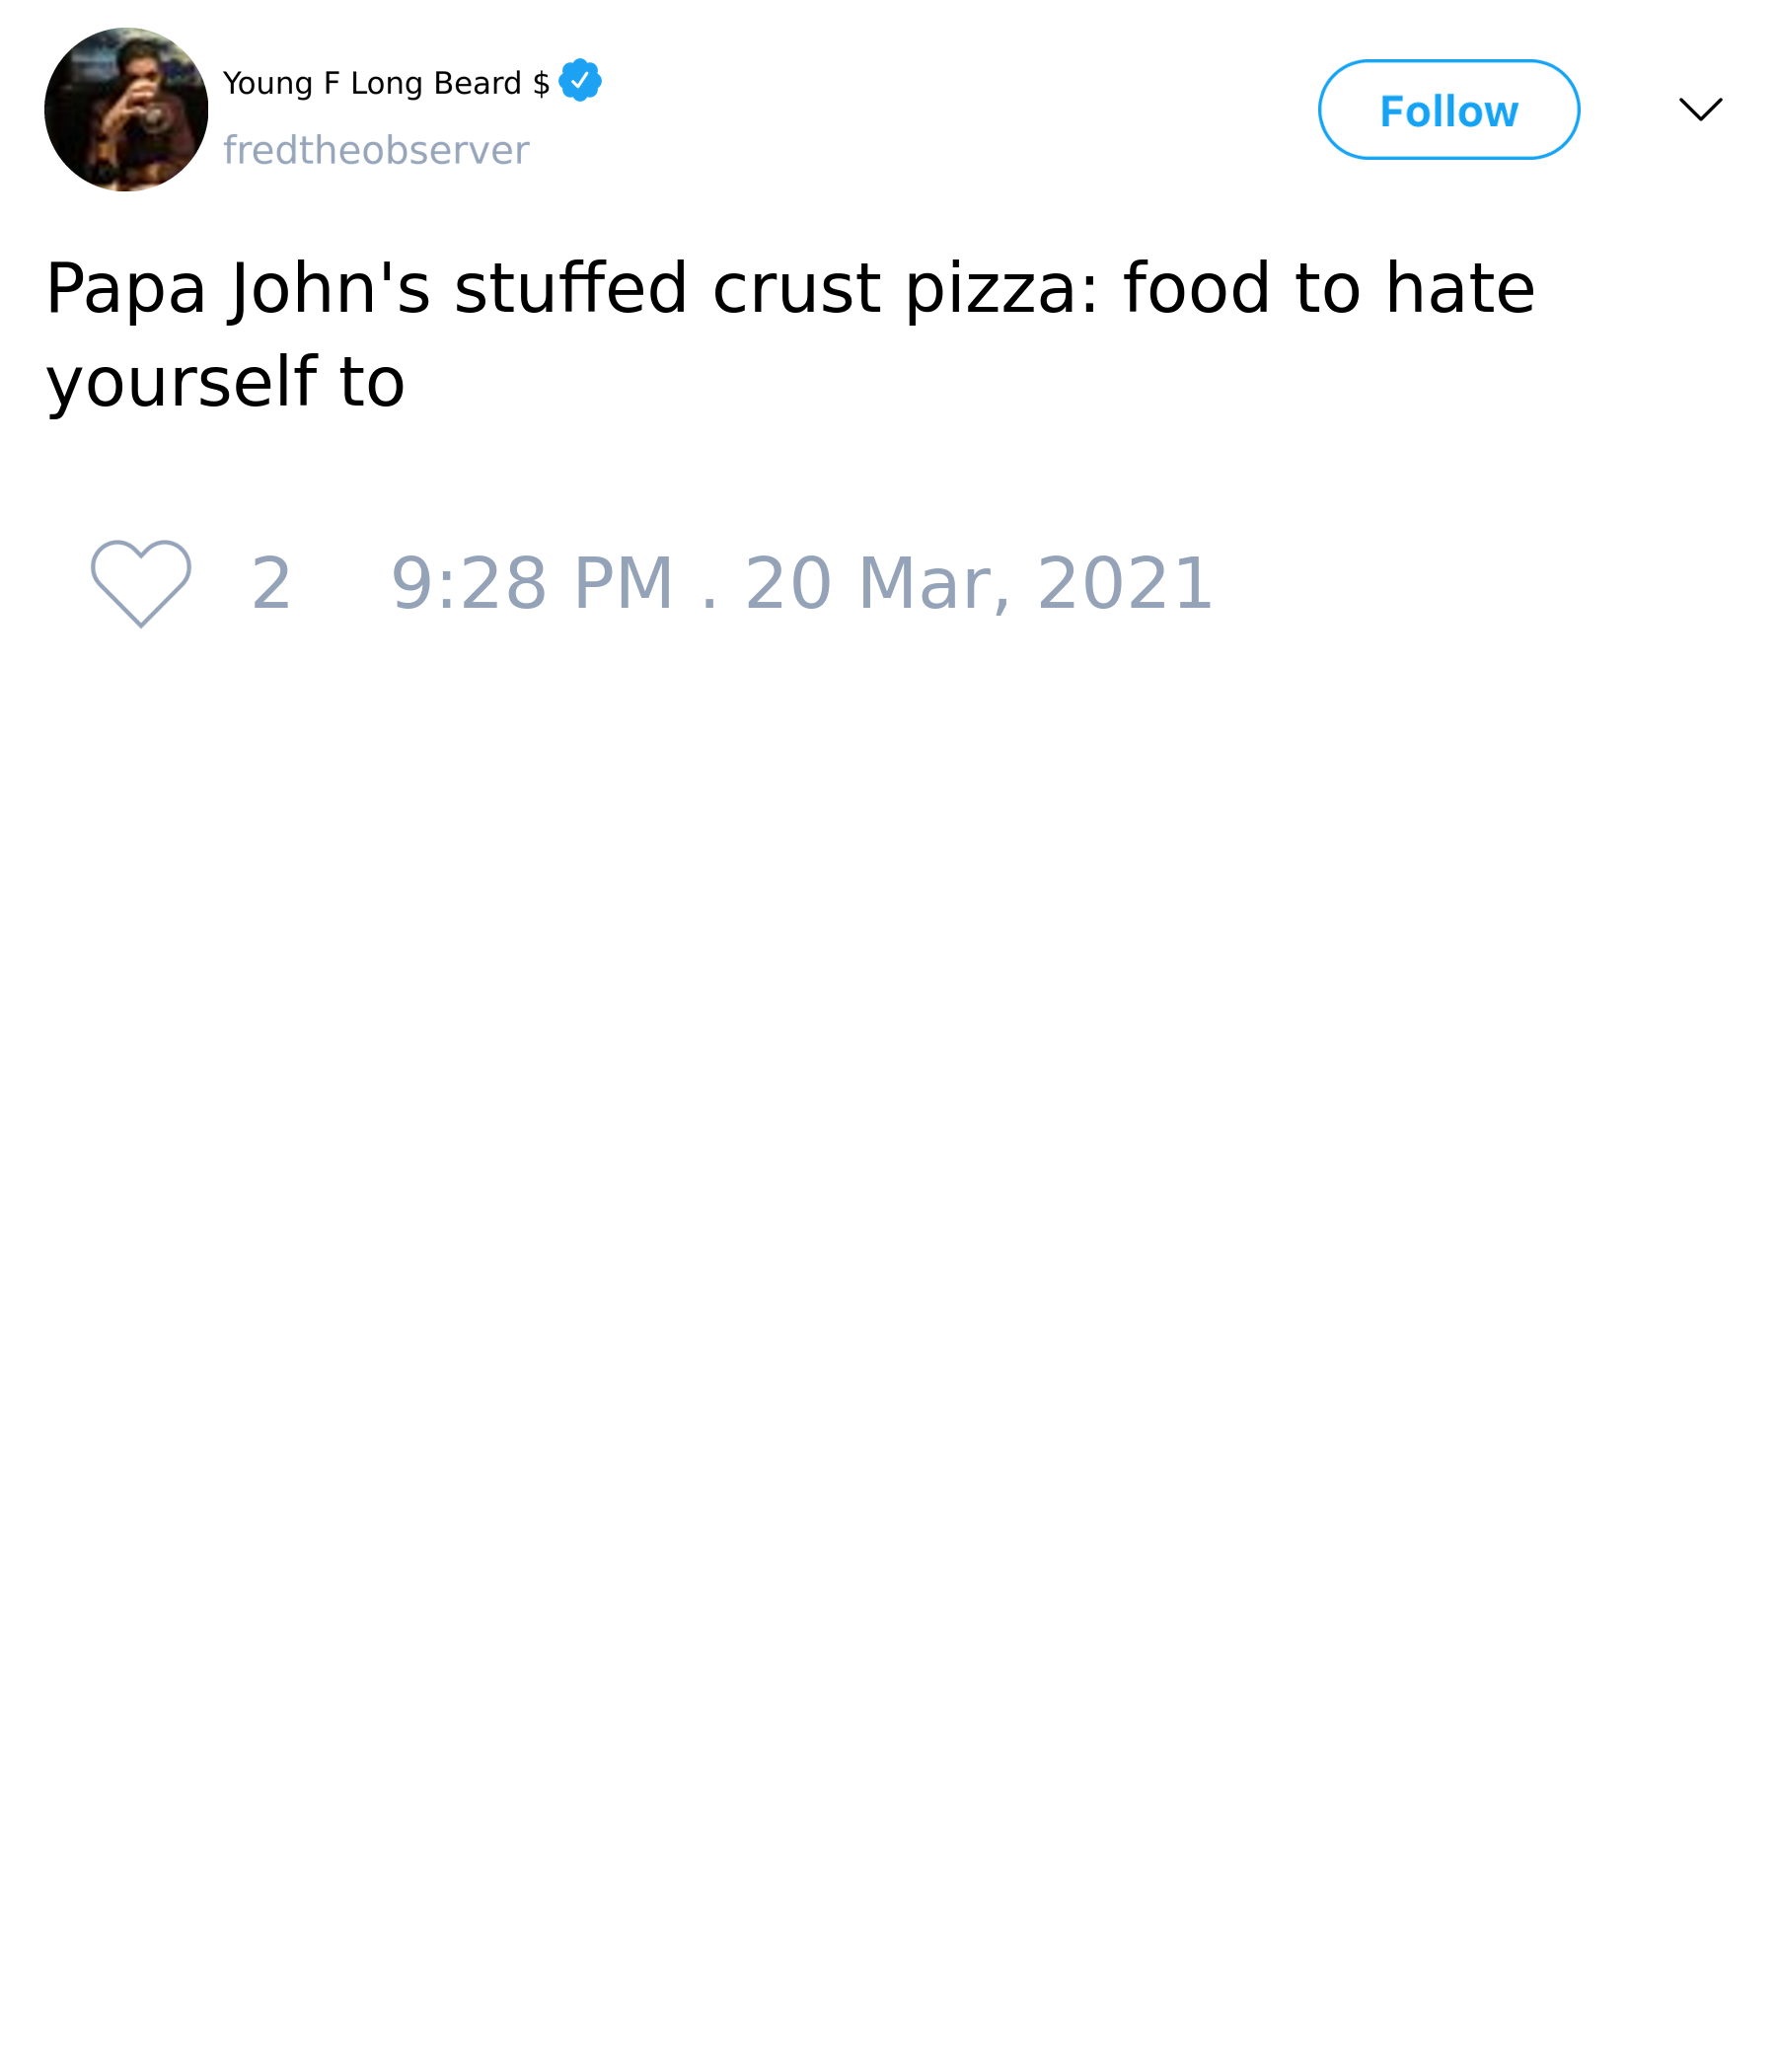 Young F Long Beard $
fredtheobserver
Follow
Papa John's stuffed crust pizza: food to hate
yourself to
2 9:28 PM . 20 Mar, 2021